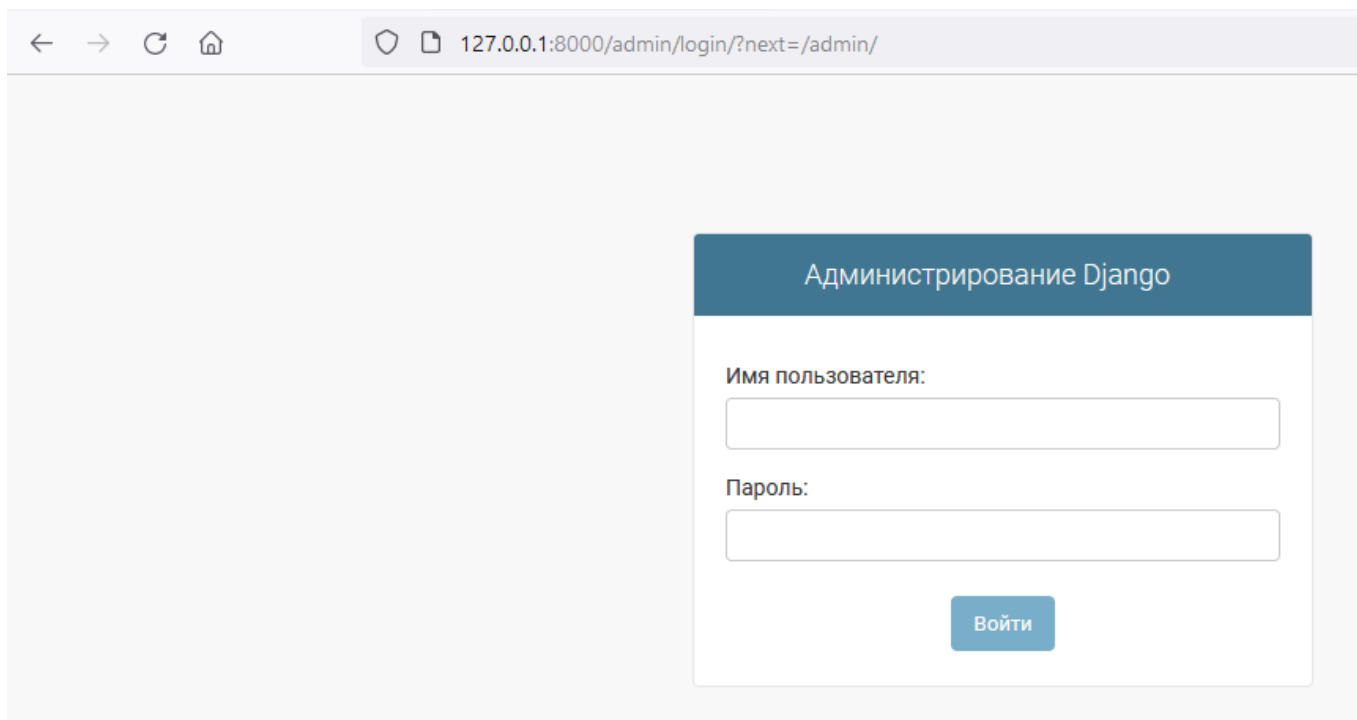 127.0.0.1:8000/admin/login/?next=/admin/
Администрирование Django
Имя пользователя:
Пароль:
Войти